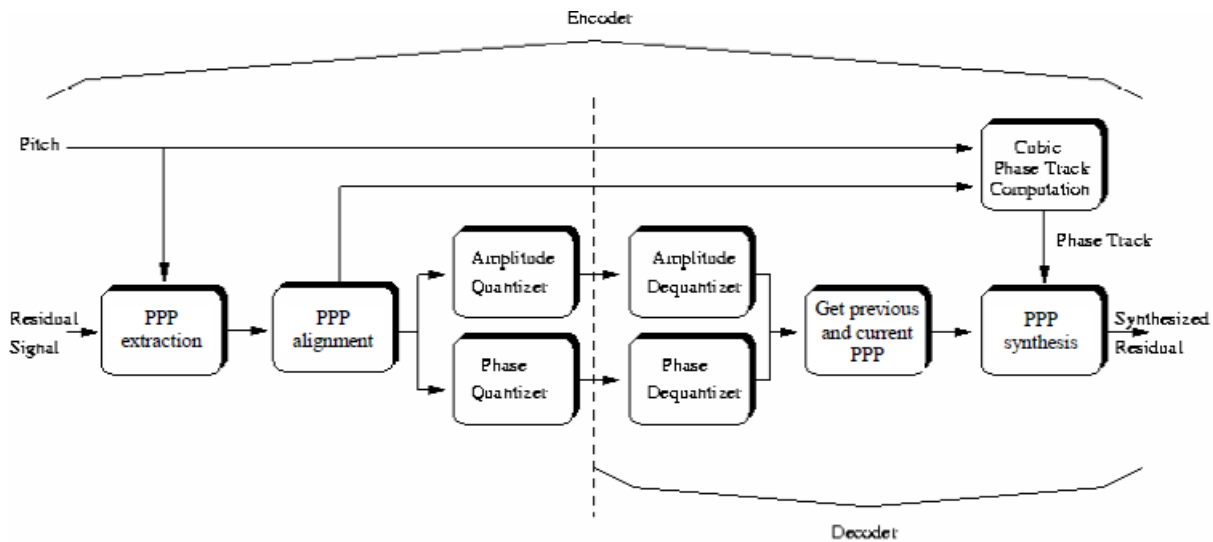 Encoder
Pitch
Cubic
Phase Track
Computation
Phase Track
Amplitude
Quantizer
Amplitude
Dequantizer
Residual
Signal
PPP
extraction
PPP
alignment
Get previous
and current
PPP
PPP
synthesis
Synthesized
Residual
Phase
Quantizer
Phase
Dequantizer
Decoder